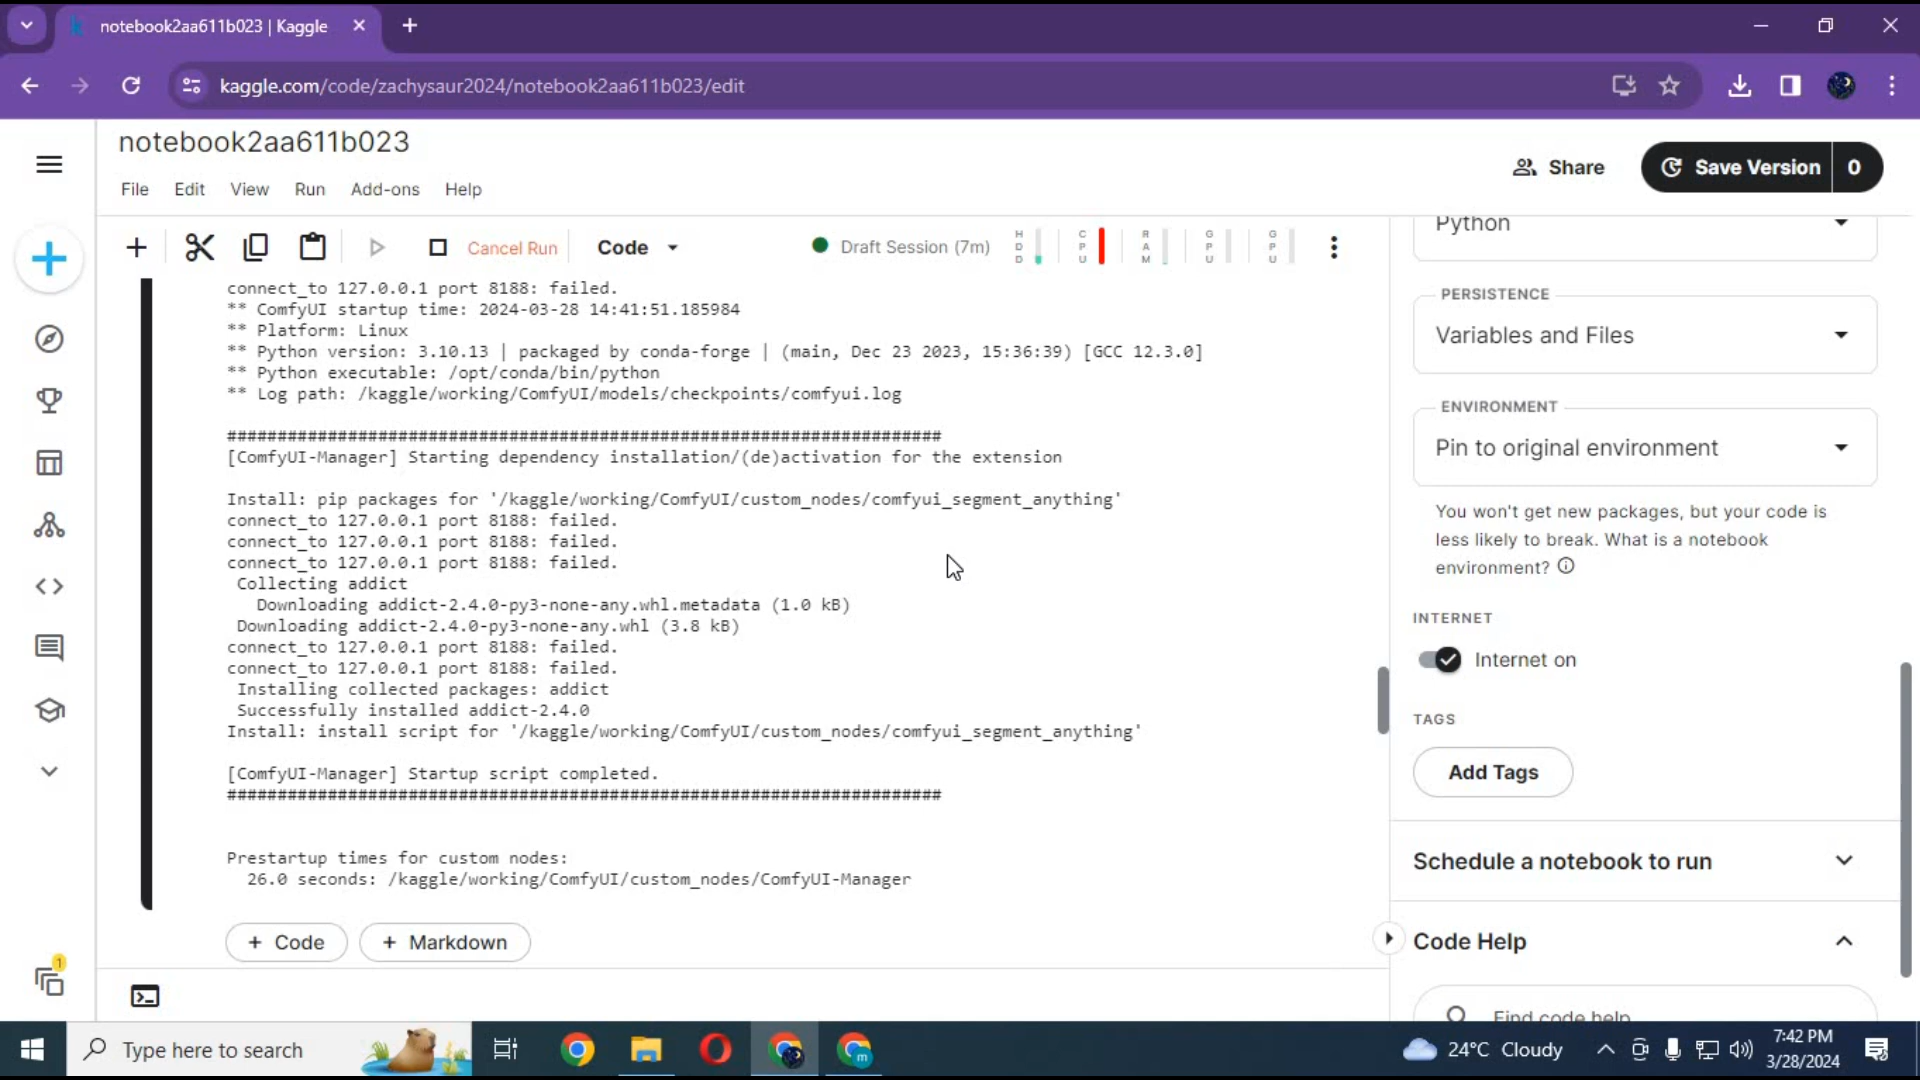 notebook2aa611b023 | Kaggle
kaggle.com/code/zachysaur2024/notebook2aa611b023/edit
notebook2aa611b023
File Edit View Run Add-ons Help
Share
Save Version 0
Cancel Run
Code
Draft Session (7m)
HDD
CPU
RAM
GPU
GPU
connect_to 127.0.0.1 port 8188: failed.
** ComfyUI startup time: 2024-03-28 14:41:51.185984
** Platform: Linux
** Python version: 3.10.13 | packaged by conda-forge | (main, Dec 23 2023, 15:36:39) [GCC 12.3.0]
** Python executable: /opt/conda/bin/python
** Log path: /kaggle/working/ComfyUI/models/checkpoints/comfyui.log
#######################################################################
[ComfyUI-Manager] Starting dependency installation/(de)activation for the extension
Install: pip packages for '/kaggle/working/ComfyUI/custom_nodes/comfyui_segment_anything'
connect_to 127.0.0.1 port 8188: failed.
connect_to 127.0.0.1 port 8188: failed.
connect_to 127.0.0.1 port 8188: failed.
Collecting addict
Downloading addict-2.4.0-py3-none-any.whl.metadata (1.0 kB)
Downloading addict-2.4.0-py3-none-any.whl (3.8 kB)
connect_to 127.0.0.1 port 8188: failed.
connect_to 127.0.0.1 port 8188: failed.
Installing collected packages: addict
Successfully installed addict-2.4.0
Install: install script for '/kaggle/working/ComfyUI/custom_nodes/comfyui_segment_anything'
[ComfyUI-Manager] Startup script completed.
#######################################################################
Prestartup times for custom nodes:
26.0 seconds: /kaggle/working/ComfyUI/custom_nodes/ComfyUI-Manager
+ Code
+ Markdown
Python
PERSISTENCE
Variables and Files
ENVIRONMENT
Pin to original environment
You won't get new packages, but your code is
less likely to break. What is a notebook
environment?
INTERNET
Internet on
TAGS
Add Tags
Schedule a notebook to run
Code Help
Find code help
1
Type here to search
24°C Cloudy
7:42 PM
3/28/2024